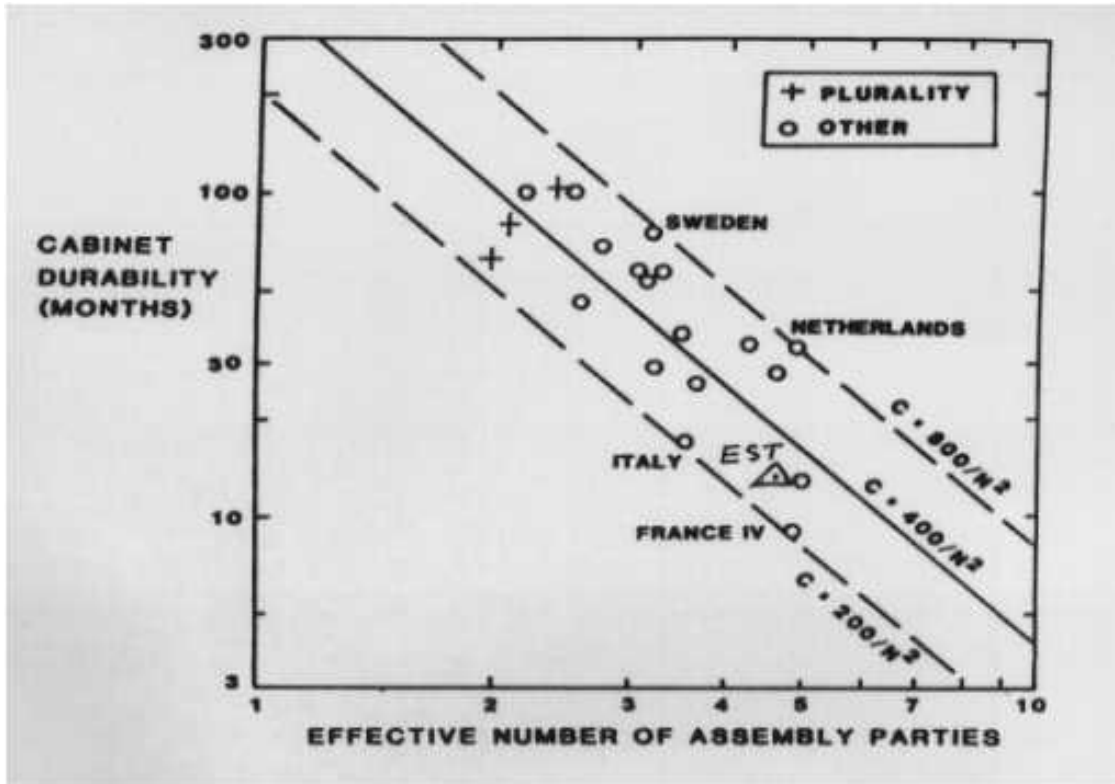 300
+ PLURALITY
o OTHER
100
SWEDEN
CABINET
DURABILITY
(MONTHS)
NETHERLANDS
50
C = 800/N²
ITALY
EST
C = 400/N²
10
FRANCE IV
C = 200/N²
3
1 2 3 4 5 7 10
EFFECTIVE NUMBER OF ASSEMBLY PARTIES